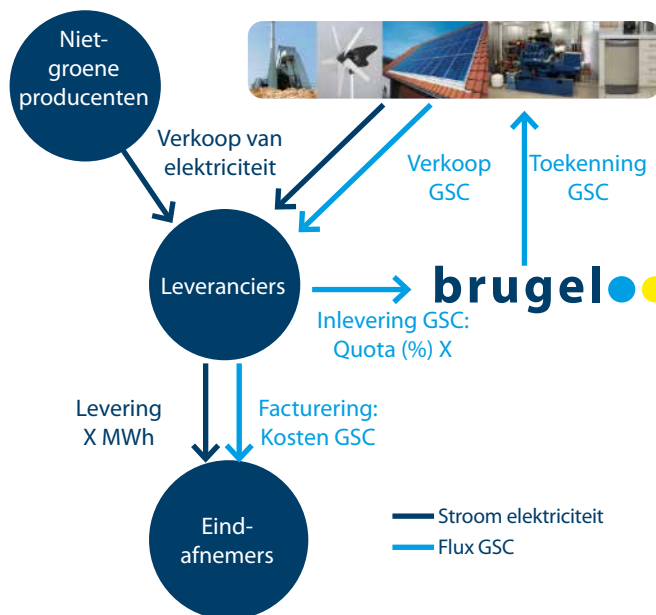 Niet-
groene
producenten
Verkoop van
elektriciteit
Verkoop
GSC
Toekenning
GSC
Leveranciers
brugel
Inlevering GSC:
Quota (%) X
Levering
X MWh
Facturering:
Kosten GSC
Eind-
afnemers
Stroom elektriciteit
Flux GSC